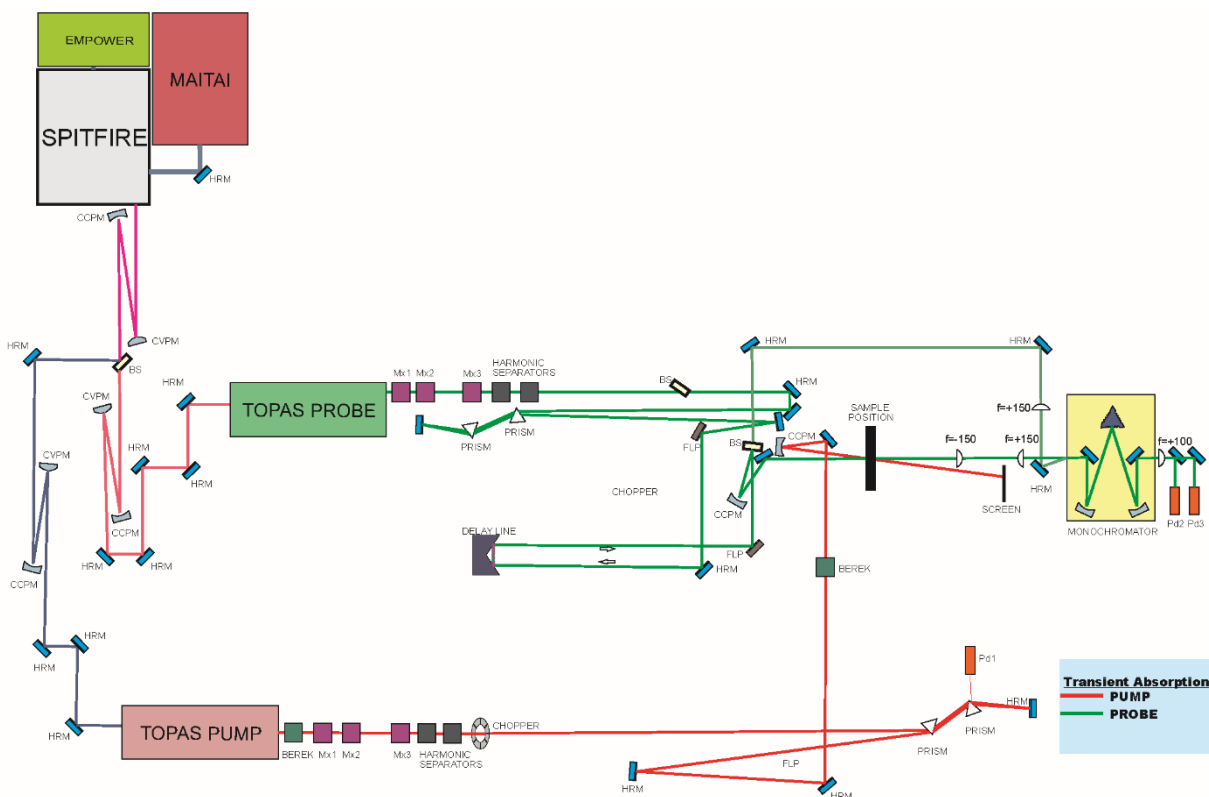 EMPOWER
MAITAI
SPITFIRE
HRM
CCPM
CVPM
HRM
BS
HRM
HRM
HRM
CVPM
HRM
TOPAS PROBE
Mx1
Mx2
Mx3
HARMONIC
SEPARATORS
BS
HRM
SAMPLE
POSITION
f=+150
PRISM
PRISM
FLP
BS
CCPM
f=-150
f=+150
f=+100
CVPM
HRM
HRM
CHOPPER
CCPM
HRM
SCREEN
Pd2
Pd3
MONOCHROMATOR
CCPM
DELAY LINE
FLP
HRM
HRM
HRM
CCPM
BEREK
HRM
HRM
Pd1
HRM
PRISM
Transient Absorption
PUMP
PROBE
HRM
TOPAS PUMP
BEREK
Mx1
Mx2
Mx3
HARMONIC
SEPARATORS
CHOPPER
PRISM
FLP
HRM
HRM